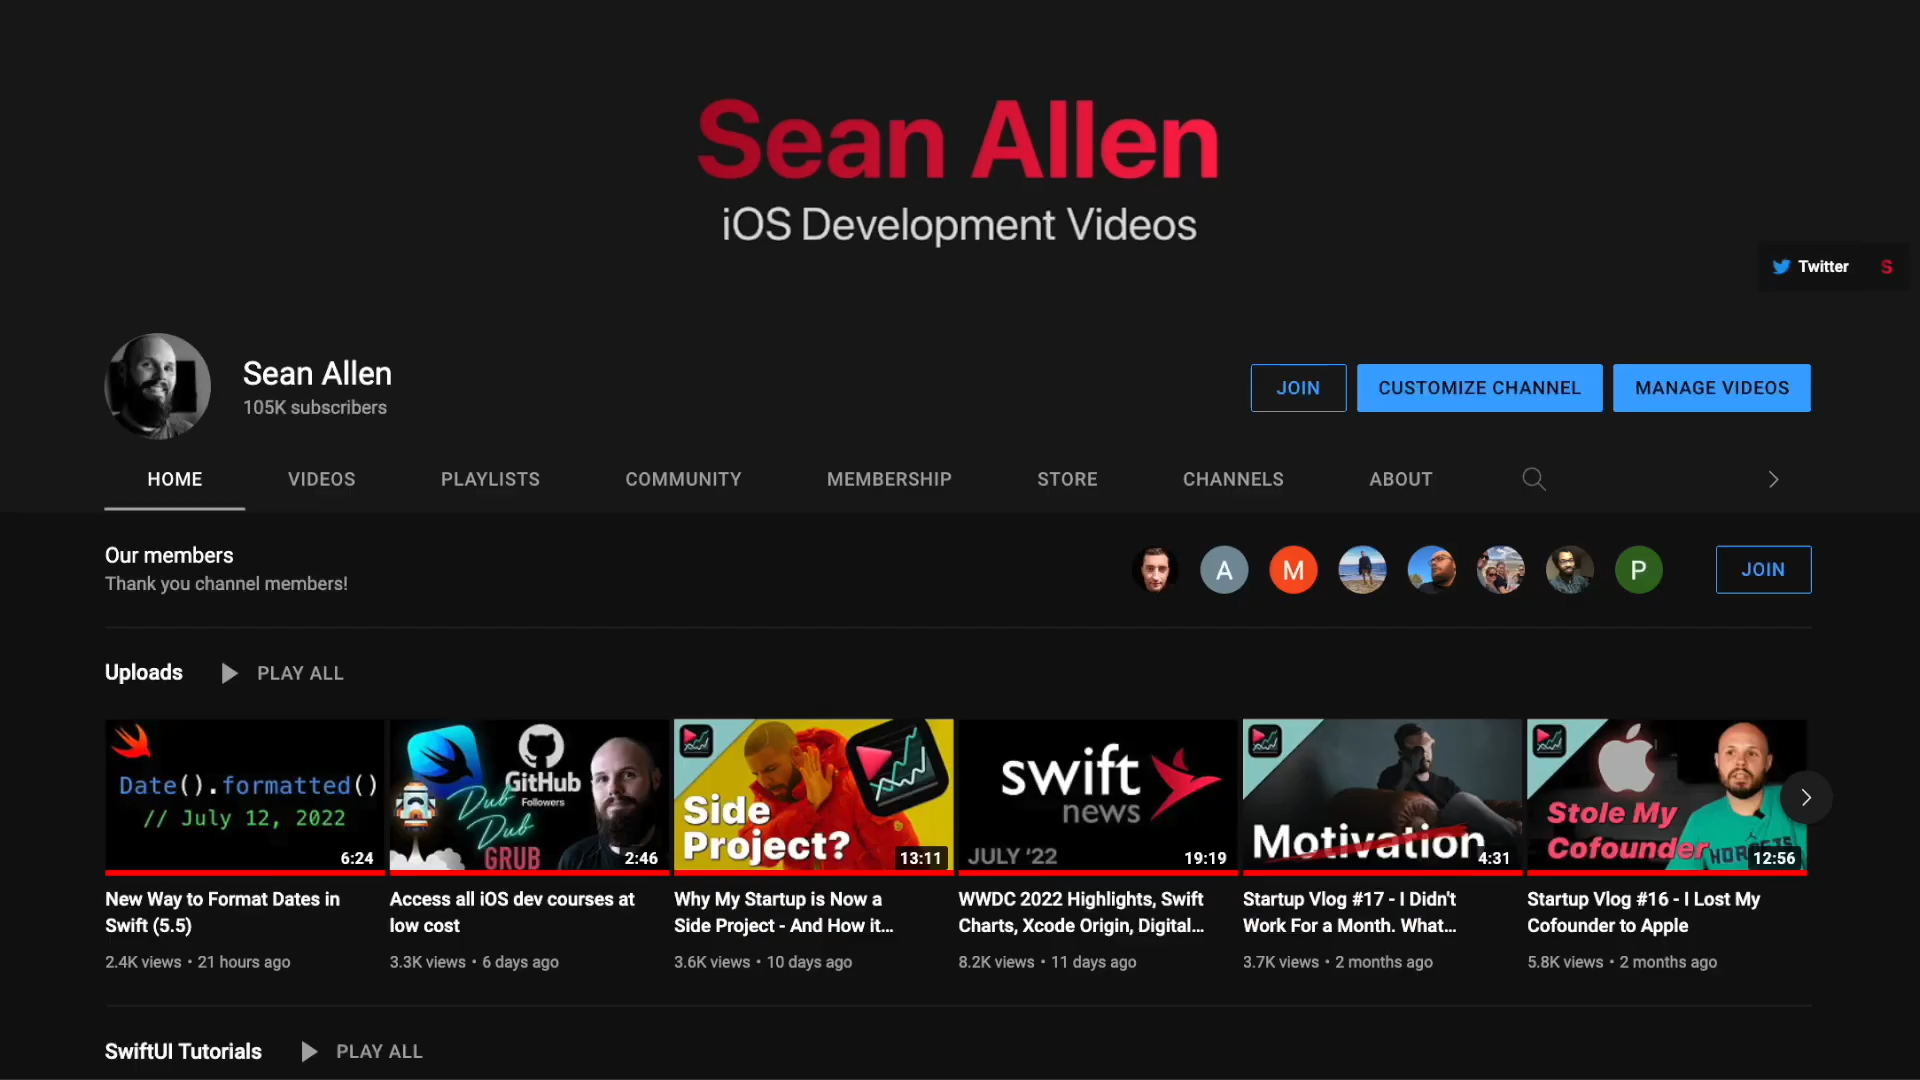 Sean Allen
iOS Development Videos
Twitter S
Sean Allen
105K subscribers
JOIN
CUSTOMIZE CHANNEL
MANAGE VIDEOS
HOME VIDEOS PLAYLISTS COMMUNITY MEMBERSHIP STORE CHANNELS ABOUT
Our members
Thank you channel members!
A M P
JOIN
Uploads
PLAY ALL
Date().formatted()
// July 12, 2022
6:24
GitHub
Followers
Dub
Dub
GRUB
2:46
Side
Project?
13:11
swift
news
JULY '22
19:19
Motivation
4:31
Stole My
Cofounder
HORNETS
12:56
New Way to Format Dates in
Swift (5.5)
2.4K views • 21 hours ago
Access all iOS dev courses at
low cost
3.3K views • 6 days ago
Why My Startup is Now a
Side Project - And How it...
3.6K views • 10 days ago
WWDC 2022 Highlights, Swift
Charts, Xcode Origin, Digital...
8.2K views • 11 days ago
Startup Vlog #17 - I Didn't
Work For a Month. What...
3.7K views • 2 months ago
Startup Vlog #16 - I Lost My
Cofounder to Apple
5.8K views • 2 months ago
SwiftUI Tutorials
PLAY ALL